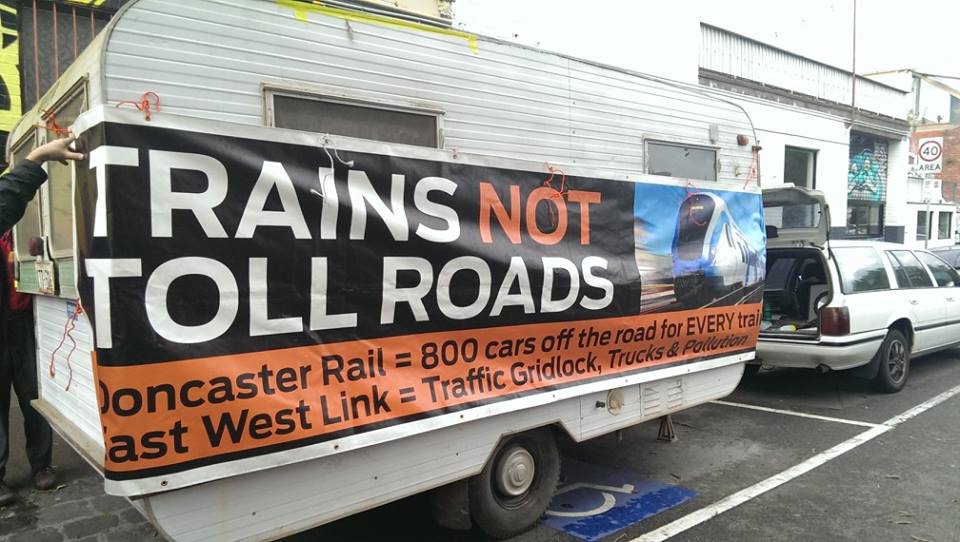 TRAINS NOT
TOLL ROADS
Doncaster Rail = 800 cars off the road for EVERY trai
East West Link = Traffic Gridlock, Trucks & Pollution
40
AREA